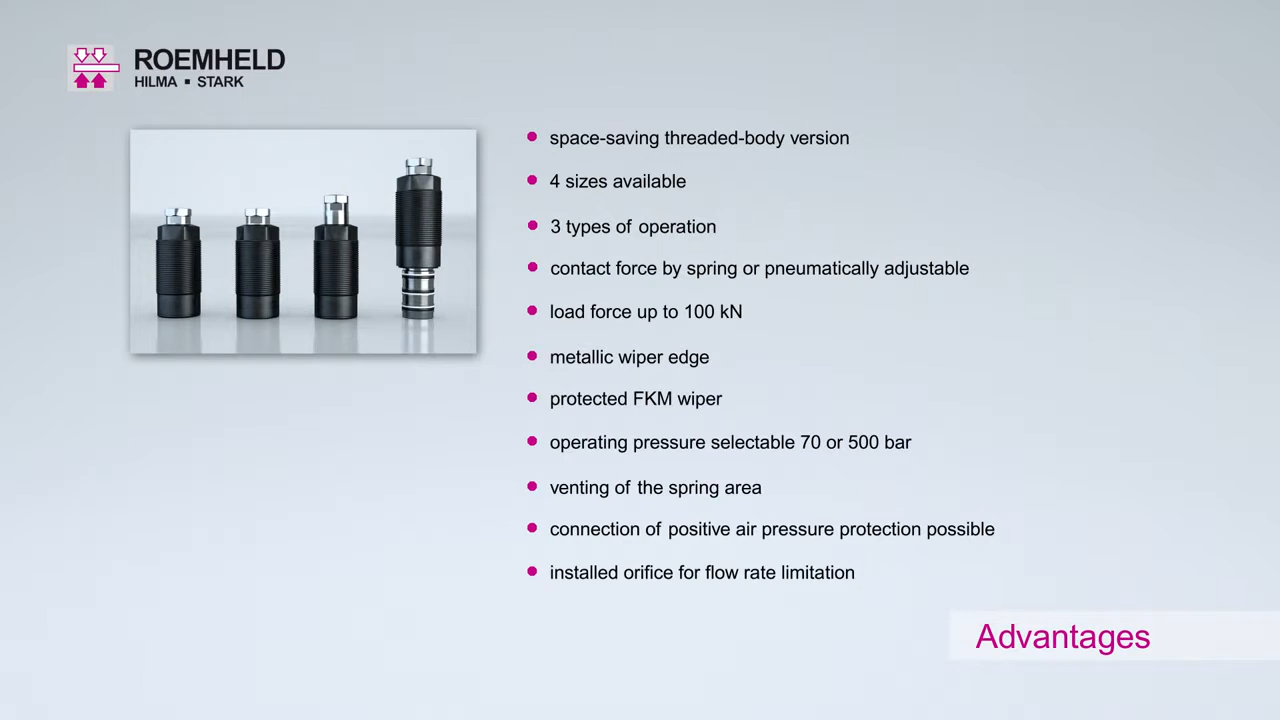 ROEMHELD
HILMA ▪ STARK
space-saving threaded-body version
4 sizes available
3 types of operation
contact force by spring or pneumatically adjustable
load force up to 100 kN
metallic wiper edge
protected FKM wiper
operating pressure selectable 70 or 500 bar
venting of the spring area
connection of positive air pressure protection possible
installed orifice for flow rate limitation
Advantages